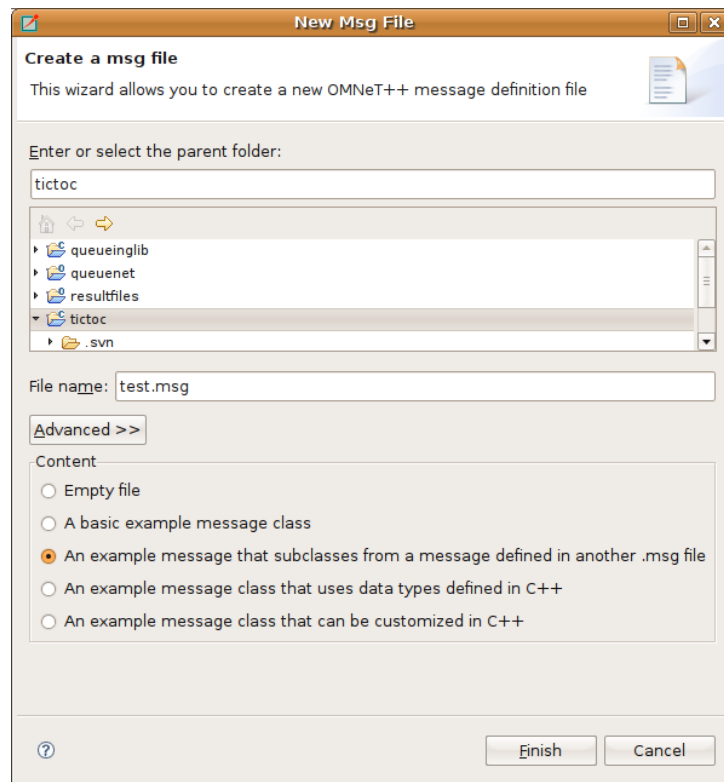 New Msg File
Create a msg file
This wizard allows you to create a new OMNeT++ message definition file
Enter or select the parent folder:
tictoc
queueinglib
queuenet
resultfiles
tictoc
.svn
File name: test.msg
Advanced >>
Content
Empty file
A basic example message class
An example message that subclasses from a message defined in another .msg file
An example message class that uses data types defined in C++
An example message class that can be customized in C++
Finish Cancel